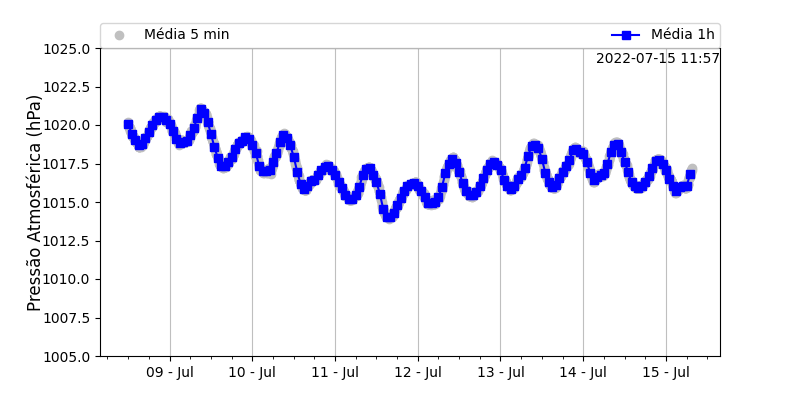 Média 5 min
Média 1h
2022-07-15 11:57
Pressão Atmosférica (hPa)
1025.0
1022.5
1020.0
1017.5
1015.0
1012.5
1010.0
1007.5
1005.0
09 - Jul
10 - Jul
11 - Jul
12 - Jul
13 - Jul
14 - Jul
15 - Jul